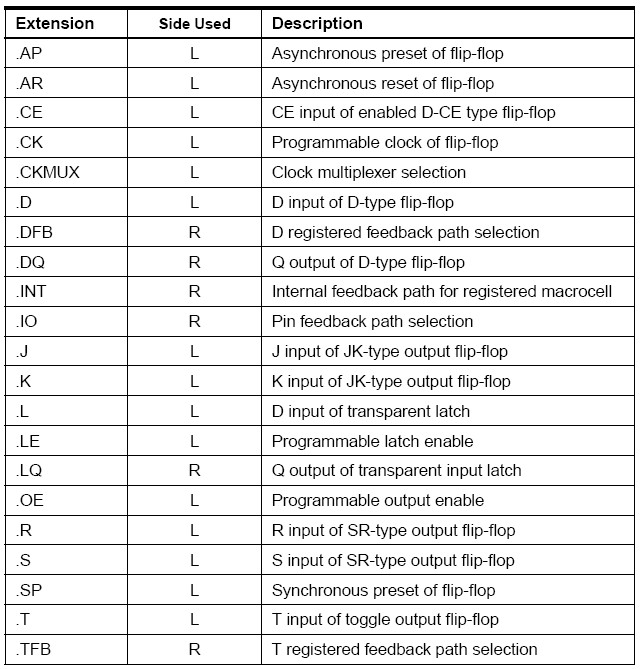 Extension Side Used Description
.AP L Asynchronous preset of flip-flop
.AR L Asynchronous reset of flip-flop
.CE L CE input of enabled D-CE type flip-flop
.CK L Programmable clock of flip-flop
.CKMUX L Clock multiplexer selection
.D L D input of D-type flip-flop
.DFB R D registered feedback path selection
.DQ R Q output of D-type flip-flop
.INT R Internal feedback path for registered macrocell
.IO R Pin feedback path selection
.J L J input of JK-type output flip-flop
.K L K input of JK-type output flip-flop
.L L D input of transparent latch
.LE L Programmable latch enable
.LQ R Q output of transparent input latch
.OE L Programmable output enable
.R L R input of SR-type output flip-flop
.S L S input of SR-type output flip-flop
.SP L Synchronous preset of flip-flop
.T L T input of toggle output flip-flop
.TFB R T registered feedback path selection